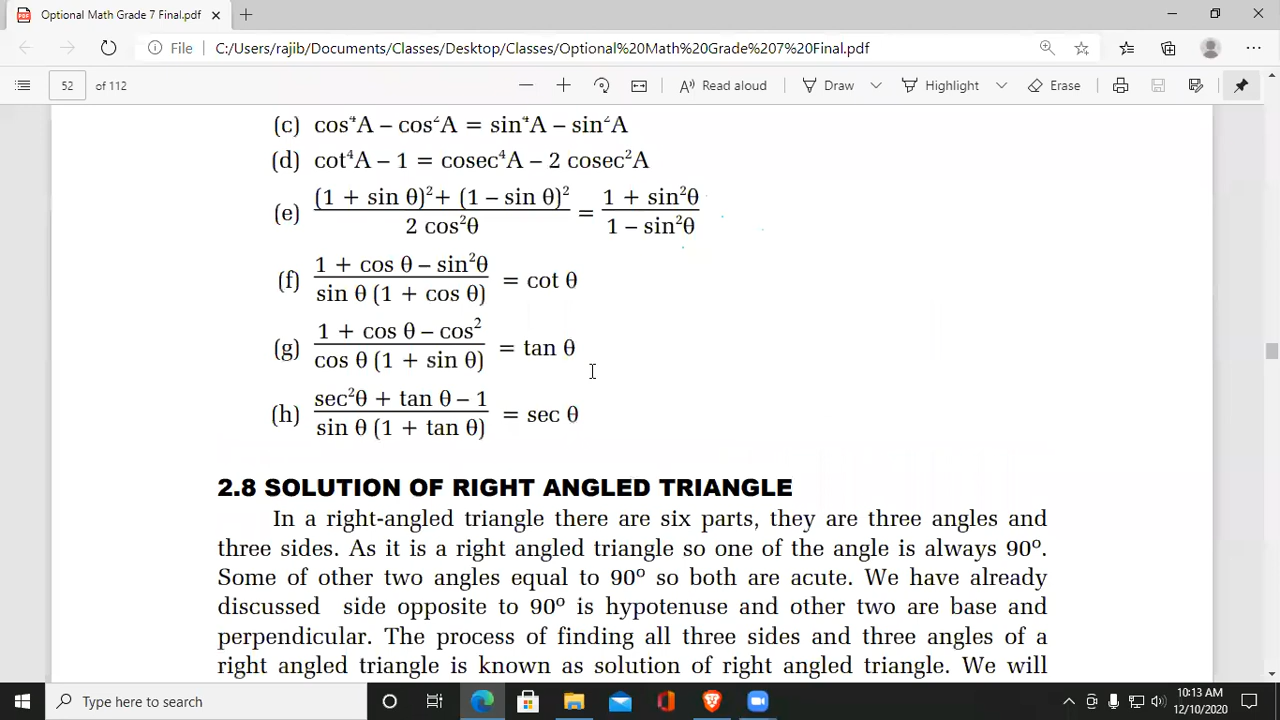 Optional Math Grade 7 Final.pdf
File C:/Users/rajib/Documents/Classes/Desktop/Classes/Optional%20Math%20Grade%207%20Final.pdf
52 of 112 Read aloud Draw Highlight Erase
(c) cos⁴A – cos²A = sin⁴A – sin²A
(d) cot⁴A – 1 = cosec⁴A – 2 cosec²A
(e) (1 + sin θ)² + (1 – sin θ)² / 2 cos²θ = 1 + sin²θ / 1 – sin²θ
(f) 1 + cos θ – sin²θ / sin θ (1 + cos θ) = cot θ
(g) 1 + cos θ – cos² / cos θ (1 + sin θ) = tan θ
(h) sec²θ + tan θ – 1 / sin θ (1 + tan θ) = sec θ
2.8 SOLUTION OF RIGHT ANGLED TRIANGLE
In a right-angled triangle there are six parts, they are three angles and
three sides. As it is a right angled triangle so one of the angle is always 90º.
Some of other two angles equal to 90º so both are acute. We have already
discussed side opposite to 90º is hypotenuse and other two are base and
perpendicular. The process of finding all three sides and three angles of a
right angled triangle is known as solution of right angled triangle. We will
Type here to search
10:13 AM
12/10/2020